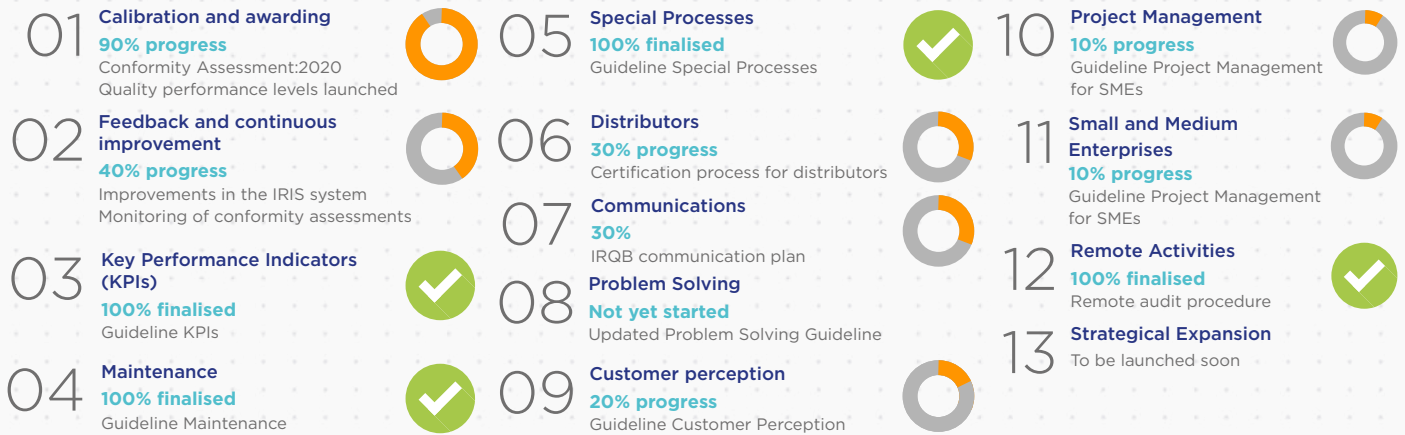 01
Calibration and awarding
90% progress
Conformity Assessment:2020
Quality performance levels launched
02
Feedback and continuous
improvement
40% progress
Improvements in the IRIS system
Monitoring of conformity assessments
03
Key Performance Indicators
(KPIs)
100% finalised
Guideline KPIs
04
Maintenance
100% finalised
Guideline Maintenance
05
Special Processes
100% finalised
Guideline Special Processes
06
Distributors
30% progress
Certification process for distributors
07
Communications
30%
IRQB communication plan
08
Problem Solving
Not yet started
Updated Problem Solving Guideline
09
Customer perception
20% progress
Guideline Customer Perception
10
Project Management
10% progress
Guideline Project Management
for SMEs
11
Small and Medium
Enterprises
10% progress
Guideline Project Management
for SMEs
12
Remote Activities
100% finalised
Remote audit procedure
13
Strategical Expansion
To be launched soon